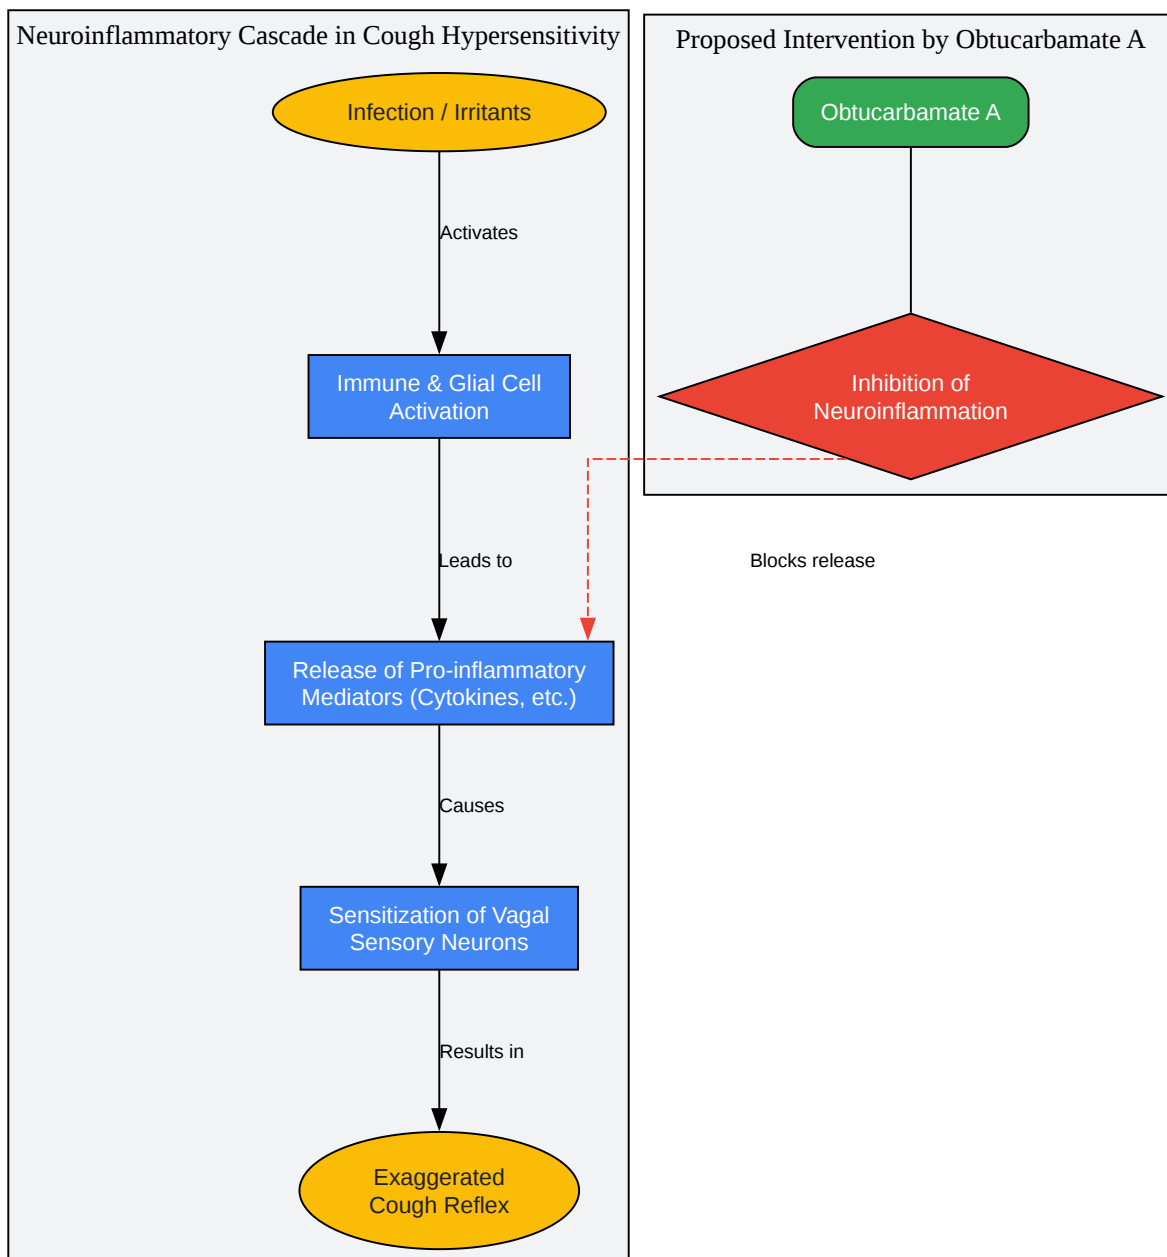 Neuroinflammatory Cascade in Cough Hypersensitivity
Infection / Irritants
Activates
Immune & Glial Cell
Activation
Leads to
Release of Pro-inflammatory
Mediators (Cytokines, etc.)
Causes
Sensitization of Vagal
Sensory Neurons
Results in
Exaggerated
Cough Reflex
Proposed Intervention by Obtucarbamate A
Obtucarbamate A
Inhibition of
Neuroinflammation
Blocks release